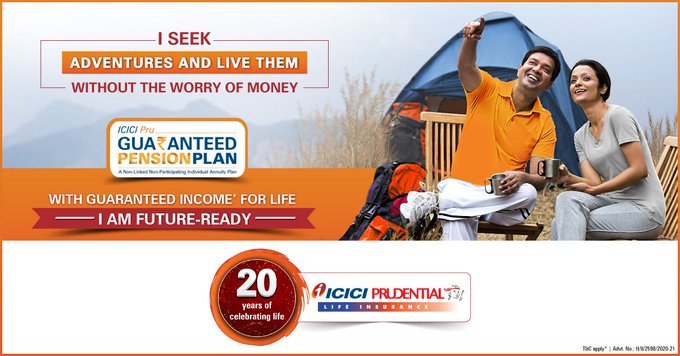 I SEEK
ADVENTURES AND LIVE THEM
WITHOUT THE WORRY OF MONEY
ICICI Pru
GUA₹ANTEED
PENSION PLAN
A Non-Linked Non-Participating Individual Annuity Plan
WITH GUARANTEED INCOME* FOR LIFE
I AM FUTURE-READY
20
years of
celebrating life
ICICI PRUDENTIAL
LIFE INSURANCE
T&C apply* | Advt. No.: H/II/2598/2020-21